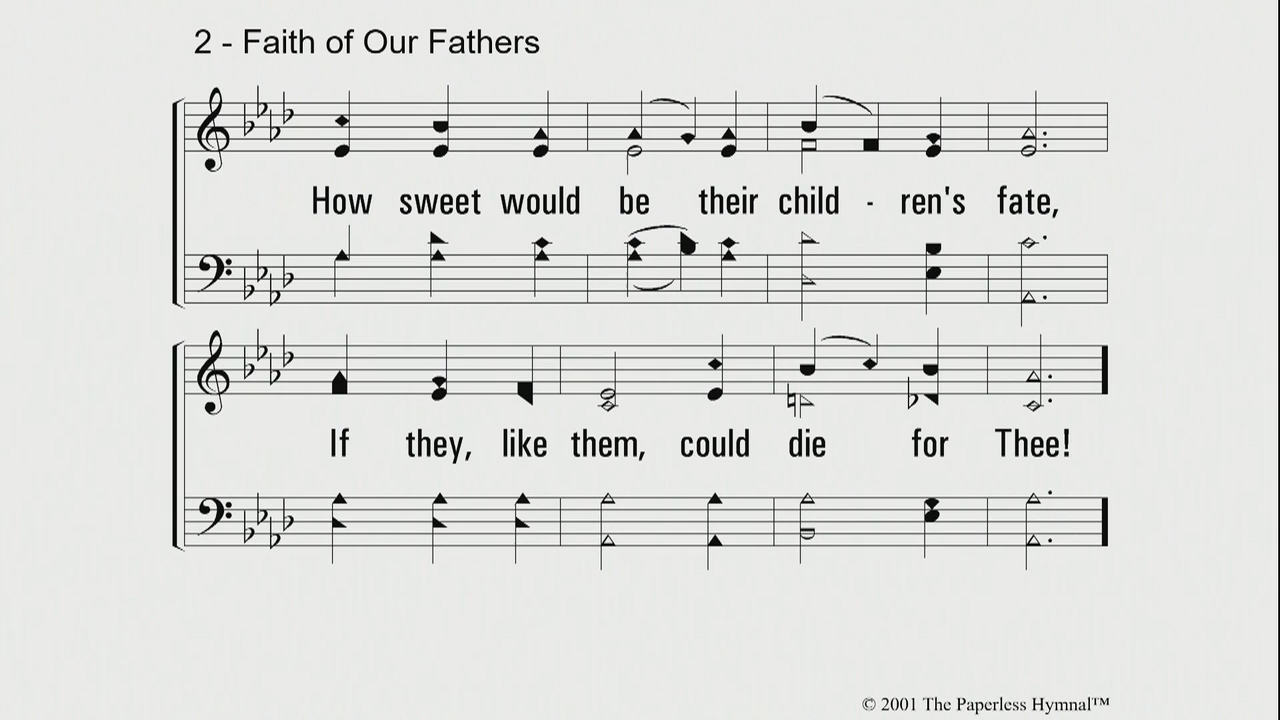 2 - Faith of Our Fathers
How sweet would be their child - ren's fate,
If they, like them, could die for Thee!
© 2001 The Paperless Hymnal™